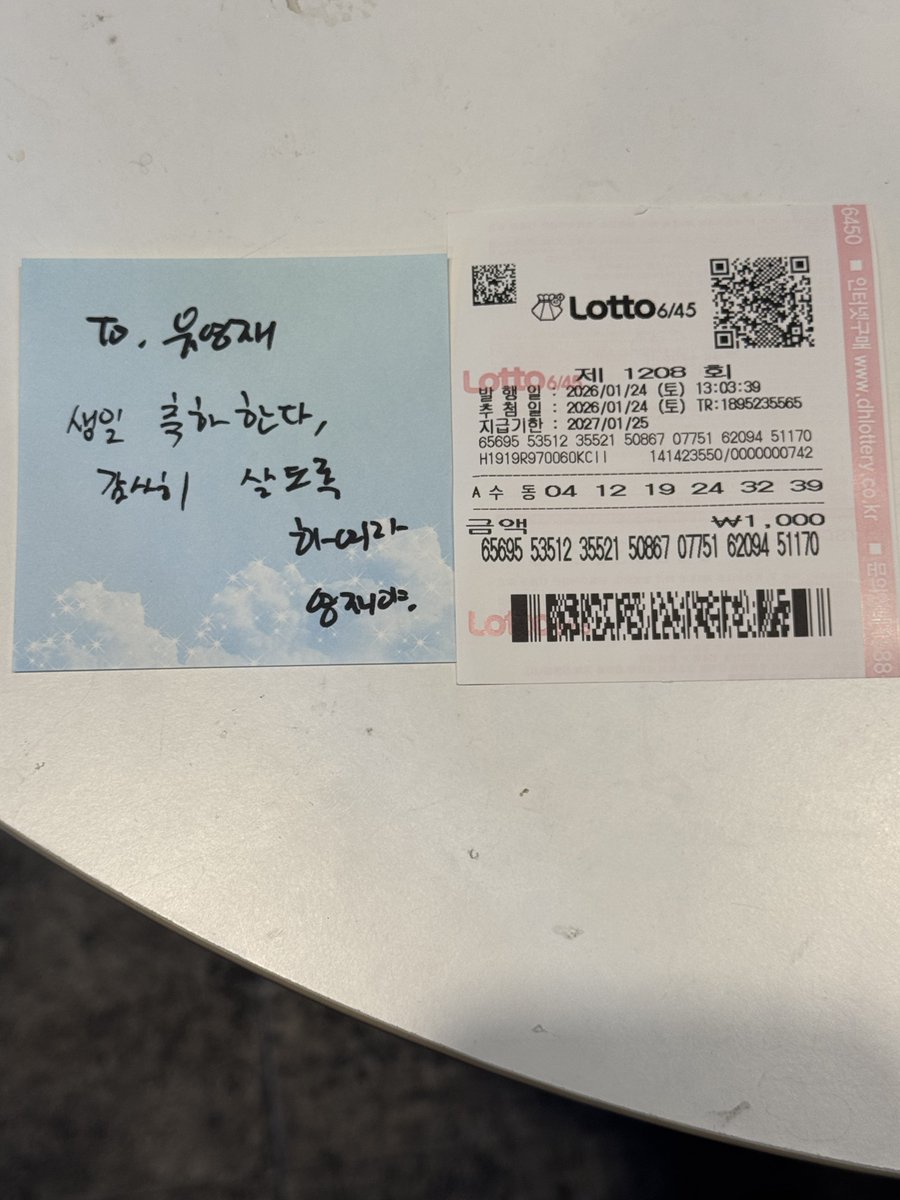 To. 웃영재
생일 축하한다,
감사히 살도록
하여라
영재야.
Lotto 6/45
제 1208 회
발 행 일 : 2026/01/24 (토) 13:03:39
추 첨 일 : 2026/01/24 (토) TR:1895235565
지급기한 : 2027/01/25
65695 53512 35521 50867 07751 62094 51170
141423550/0000000742
A 수 동 04 12 19 24 32 39
금액 ₩1,000
65695 53512 35521 50867 07751 62094 51170
Lotto 6/45
Lotto
6450 ■ 인터넷구매 www.dhlottery.co.kr ■